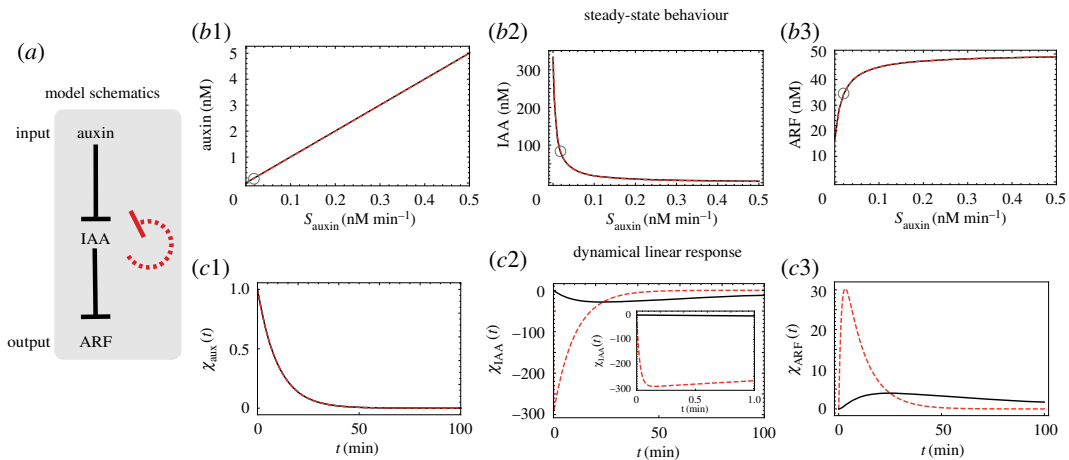 steady-state behaviour
(a)
model schematics
input
auxin
IAA
ARF
output
(b1)
auxin (nM)
5
4
3
2
1
0
0.1
0.2
0.3
0.4
0.5
S_auxin (nM min⁻¹)
(b2)
IAA (nM)
300
200
100
0
0.1
0.2
0.3
0.4
0.5
S_auxin (nM min⁻¹)
(b3)
ARF (nM)
50
40
30
20
10
0
0.1
0.2
0.3
0.4
0.5
S_auxin (nM min⁻¹)
dynamical linear response
(c1)
χ_aux(t)
1.0
0.5
0
0
50
100
t (min)
(c2)
χ_IAA(t)
0
−100
−200
−300
0
50
100
t (min)
χ_IAA(t)
0
−100
−200
−300
0
0.5
1.0
t (min)
(c3)
χ_ARF(t)
30
20
10
0
0
50
100
t (min)